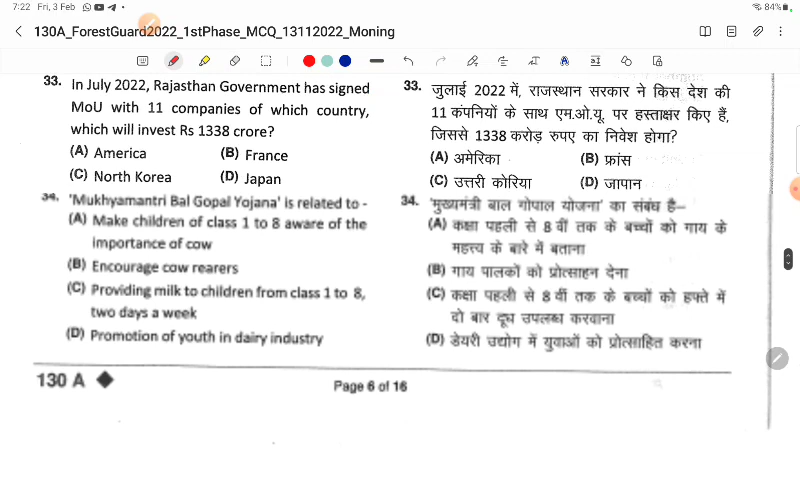 7:22 Fri, 3 Feb
84%
130A_ForestGuard2022_1stPhase_MCQ_13112022_Moning
33. In July 2022, Rajasthan Government has signed
MoU with 11 companies of which country,
which will invest Rs 1338 crore?
(A) America (B) France
(C) North Korea (D) Japan
34. 'Mukhyamantri Bal Gopal Yojana' is related to -
(A) Make children of class 1 to 8 aware of the
importance of cow
(B) Encourage cow rearers
(C) Providing milk to children from class 1 to 8,
two days a week
(D) Promotion of youth in dairy industry
33. जुलाई 2022 में, राजस्थान सरकार ने किस देश की
11 कंपनियों के साथ एम.ओ.यू. पर हस्ताक्षर किए हैं,
जिससे 1338 करोड़ रुपए का निवेश होगा?
(A) अमेरिका (B) फ्रांस
(C) उत्तरी कोरिया (D) जापान
34. 'मुख्यमंत्री बाल गोपाल योजना' का संबंध है–
(A) कक्षा पहली से 8 वीं तक के बच्चों को गाय के
महत्त्व के बारे में बताना
(B) गाय पालकों को प्रोत्साहन देना
(C) कक्षा पहली से 8 वीं तक के बच्चों को हफ्ते में
दो बार दूध उपलब्ध करवाना
(D) डेयरी उद्योग में युवाओं को प्रोत्साहित करना
130 A
Page 6 of 16